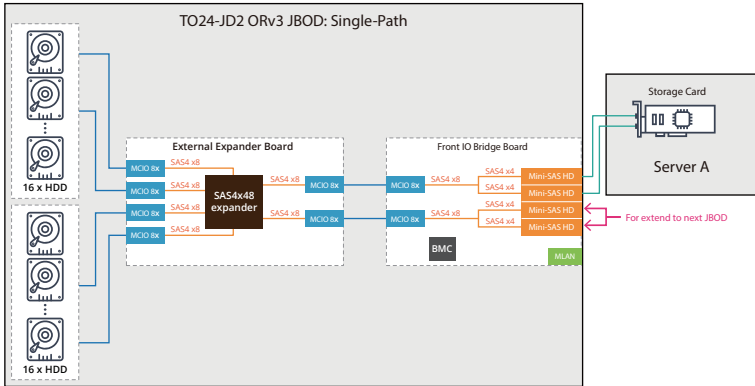 TO24-JD2 ORv3 JBOD: Single-Path
16 x HDD
16 x HDD
External Expander Board
MCIO 8x
SAS4 x8
MCIO 8x
SAS4 x8
MCIO 8x
SAS4 x8
MCIO 8x
SAS4 x8
SAS4x48
expander
SAS4 x8
MCIO 8x
SAS4 x8
MCIO 8x
Front IO Bridge Board
MCIO 8x
SAS4 x8
MCIO 8x
SAS4 x8
SAS4 x4
Mini-SAS HD
SAS4 x4
Mini-SAS HD
SAS4 x4
Mini-SAS HD
SAS4 x4
Mini-SAS HD
BMC
MLAN
Storage Card
Server A
For extend to next JBOD